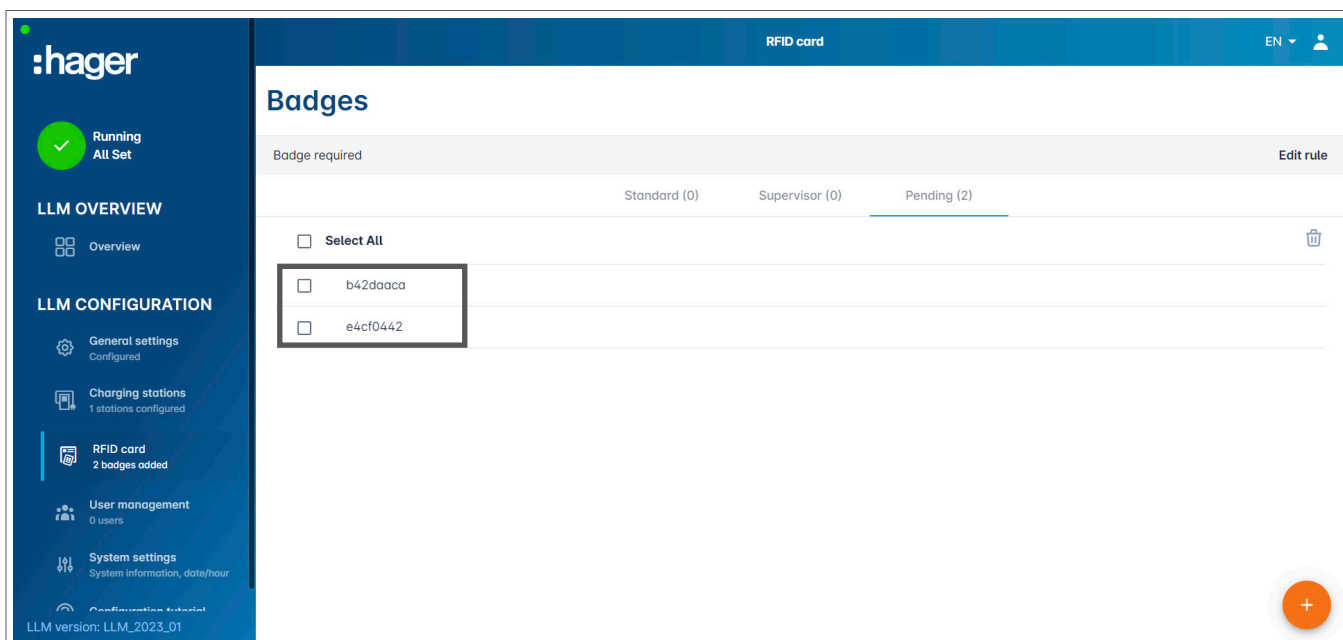 :hager
RFID card
EN
Running
All Set
Badges
Badge required
Edit rule
Standard (0)
Supervisor (0)
Pending (2)
Select All
b42daaca
e4cf0442
LLM OVERVIEW
Overview
LLM CONFIGURATION
General settings
Configured
Charging stations
1 stations configured
RFID card
2 badges added
User management
0 users
System settings
System information, date/hour
Configuration tutorial
LLM version: LLM_2023_01
+